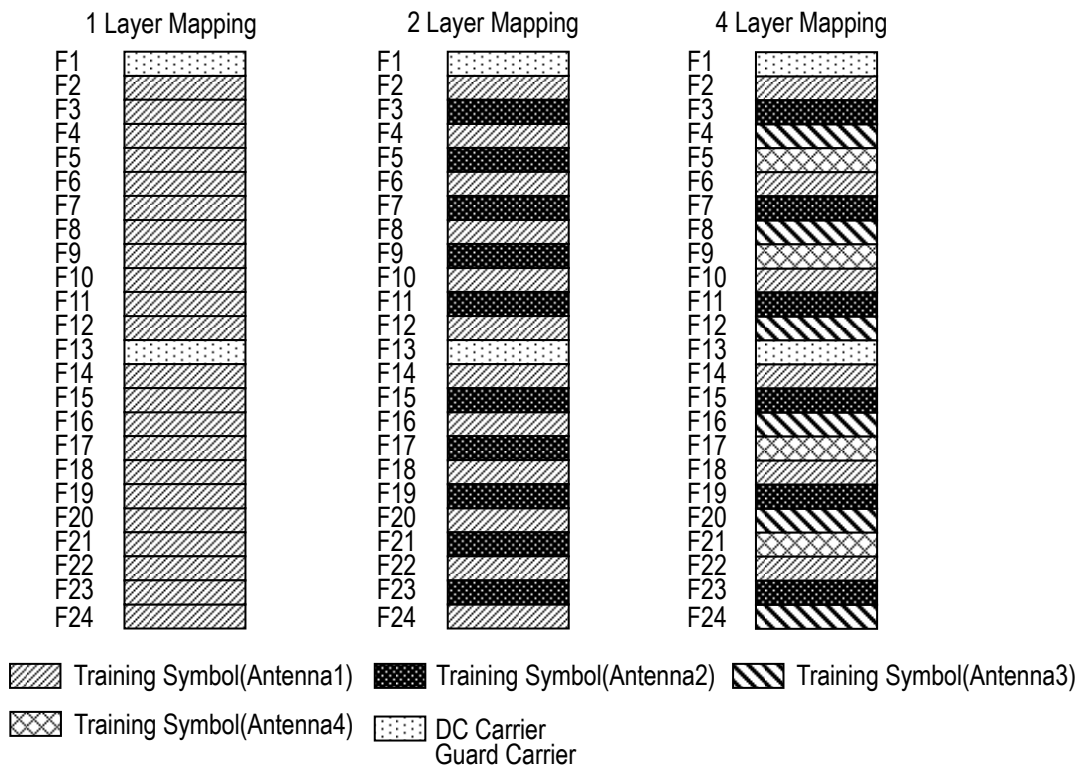 1 Layer Mapping
F1
F2
F3
F4
F5
F6
F7
F8
F9
F10
F11
F12
F13
F14
F15
F16
F17
F18
F19
F20
F21
F22
F23
F24
2 Layer Mapping
F1
F2
F3
F4
F5
F6
F7
F8
F9
F10
F11
F12
F13
F14
F15
F16
F17
F18
F19
F20
F21
F22
F23
F24
4 Layer Mapping
F1
F2
F3
F4
F5
F6
F7
F8
F9
F10
F11
F12
F13
F14
F15
F16
F17
F18
F19
F20
F21
F22
F23
F24
Training Symbol(Antenna1)
Training Symbol(Antenna2)
Training Symbol(Antenna3)
Training Symbol(Antenna4)
DC Carrier
Guard Carrier